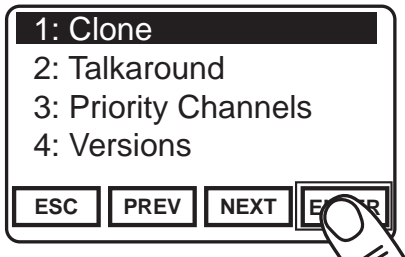 1: Clone
2: Talkaround
3: Priority Channels
4: Versions
ESC PREV NEXT